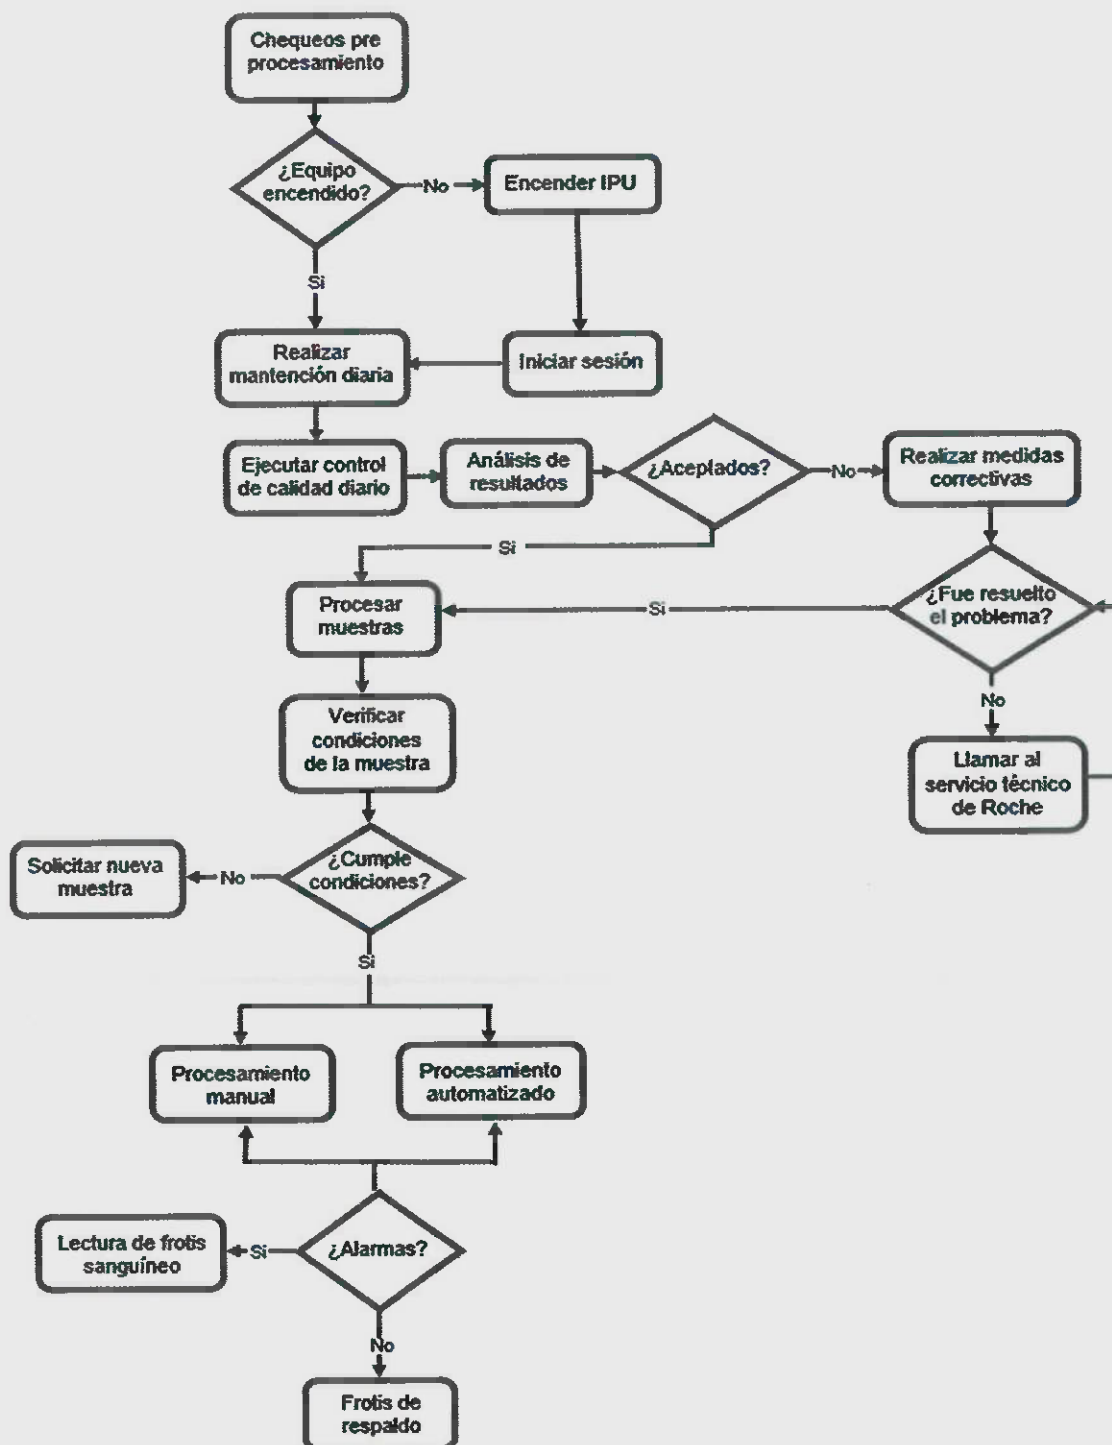 Chequeos pre
procesamiento
¿Equipo
encendido?
No
Encender IPU
Si
Realizar
mantención diaria
Iniciar sesión
Ejecutar control
de calidad diario
Análisis de
resultados
¿Aceptados?
No
Realizar medidas
correctivas
Si
Procesar
muestras
Si
¿Fue resuelto
el problema?
No
Verificar
condiciones
de la muestra
Llamar al
servicio técnico
de Roche
Solicitar nueva
muestra
No
¿Cumple
condiciones?
Si
Procesamiento
manual
Procesamiento
automatizado
Lectura de frotis
sanguíneo
Si
¿Alarmas?
No
Frotis de
respaldo